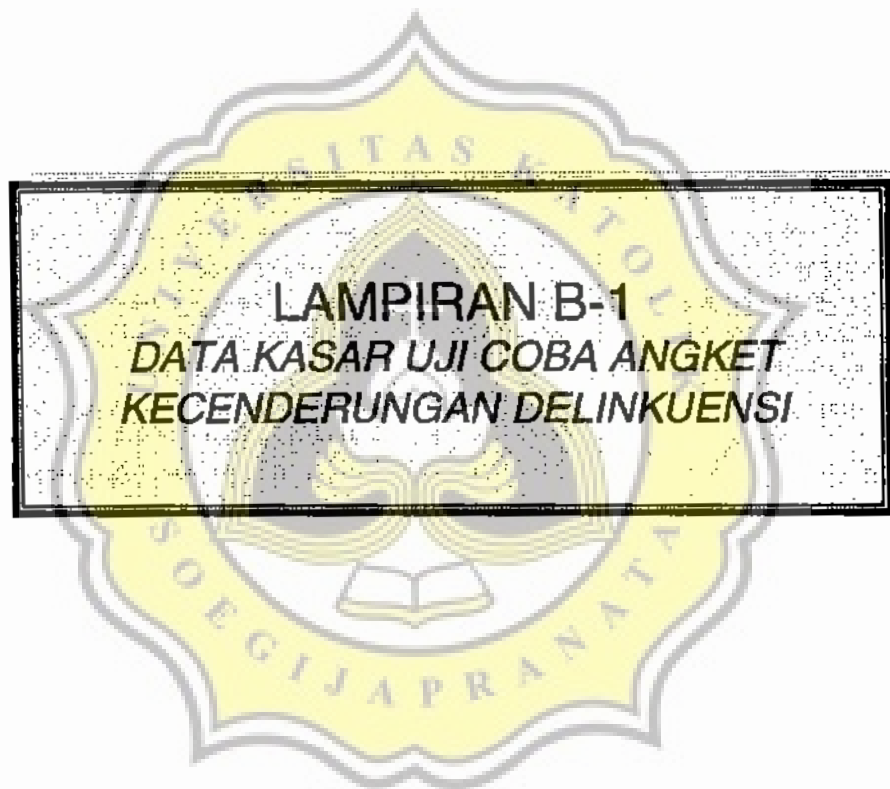 UNIVERSITAS KATOLIK
LAMPIRAN B-1
DATA KASAR UJI COBA ANGKET
KECENDERUNGAN DELINKUENSI
SOEGIJAPRANATA